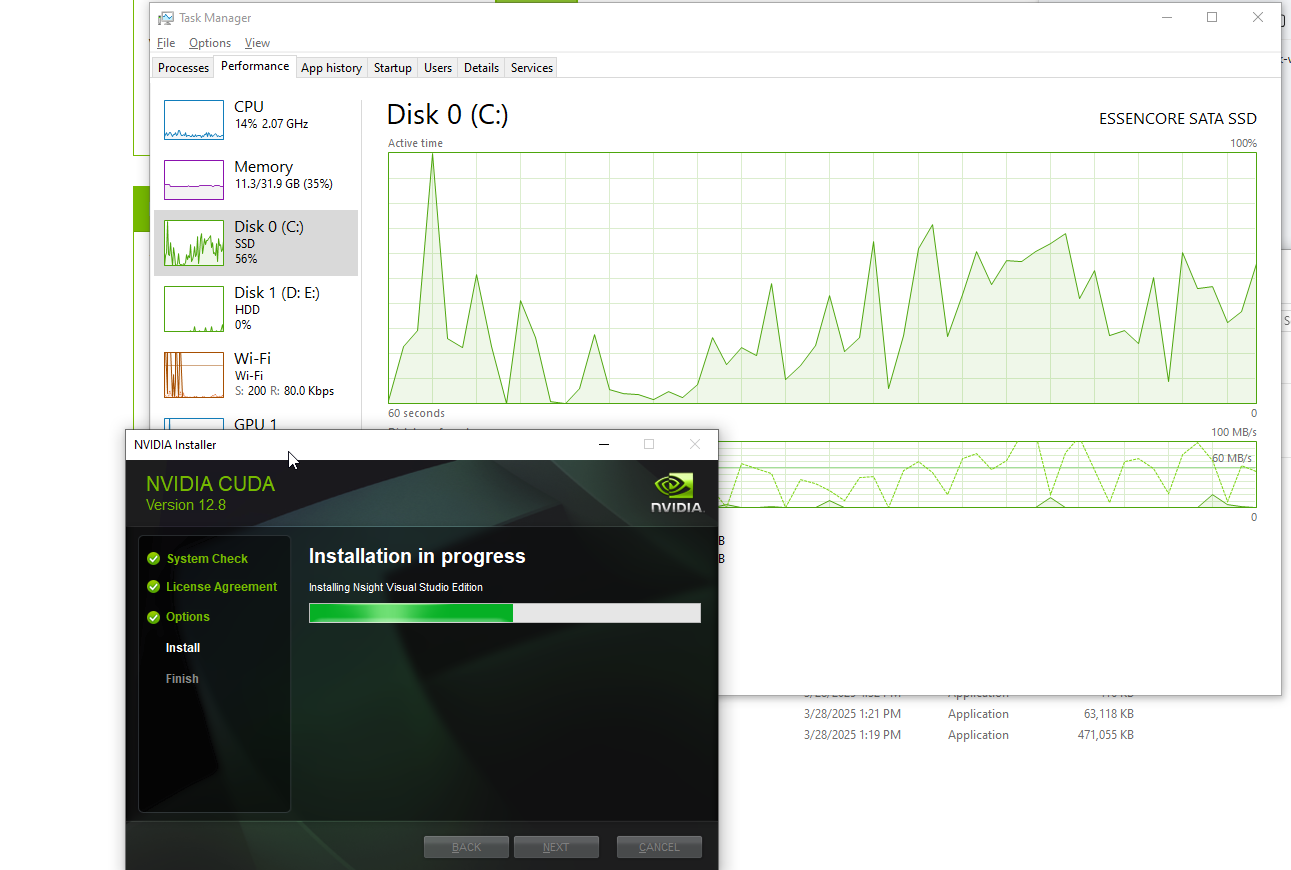 Task Manager
File Options View
Processes Performance App history Startup Users Details Services
CPU
14% 2.07 GHz
Memory
11.3/31.9 GB (35%)
Disk 0 (C:)
SSD
56%
Disk 1 (D: E:)
HDD
0%
Wi-Fi
Wi-Fi
S: 200 R: 80.0 Kbps
GPU 1
Disk 0 (C:)
ESSENCORE SATA SSD
Active time 100%
60 seconds 0
100 MB/s
60 MB/s
0
B
B
NVIDIA Installer
NVIDIA CUDA
Version 12.8
NVIDIA.
System Check
License Agreement
Options
Install
Finish
Installation in progress
Installing Nsight Visual Studio Edition
BACK NEXT CANCEL
3/28/2025 1:21 PM Application 63,118 KB
3/28/2025 1:19 PM Application 471,055 KB